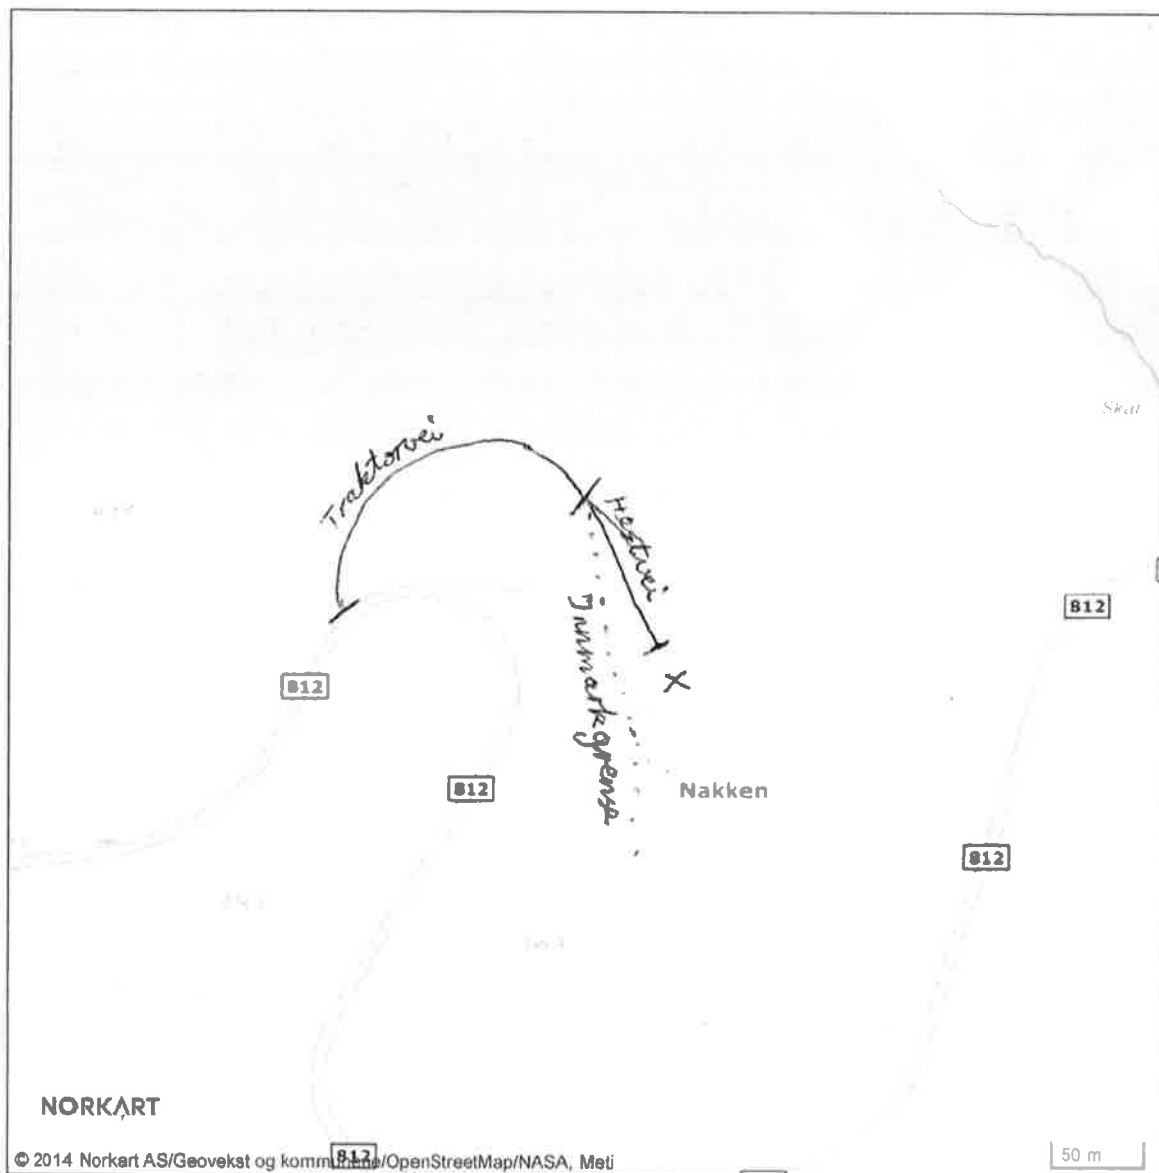 Skal
Traktorvei
Hestvei
812
Innmarkgrense
812
812
Nakken
812
NORKART
812
© 2014 Norkart AS/Geovekst og kommunene/OpenStreetMap/NASA, Meti
50 m